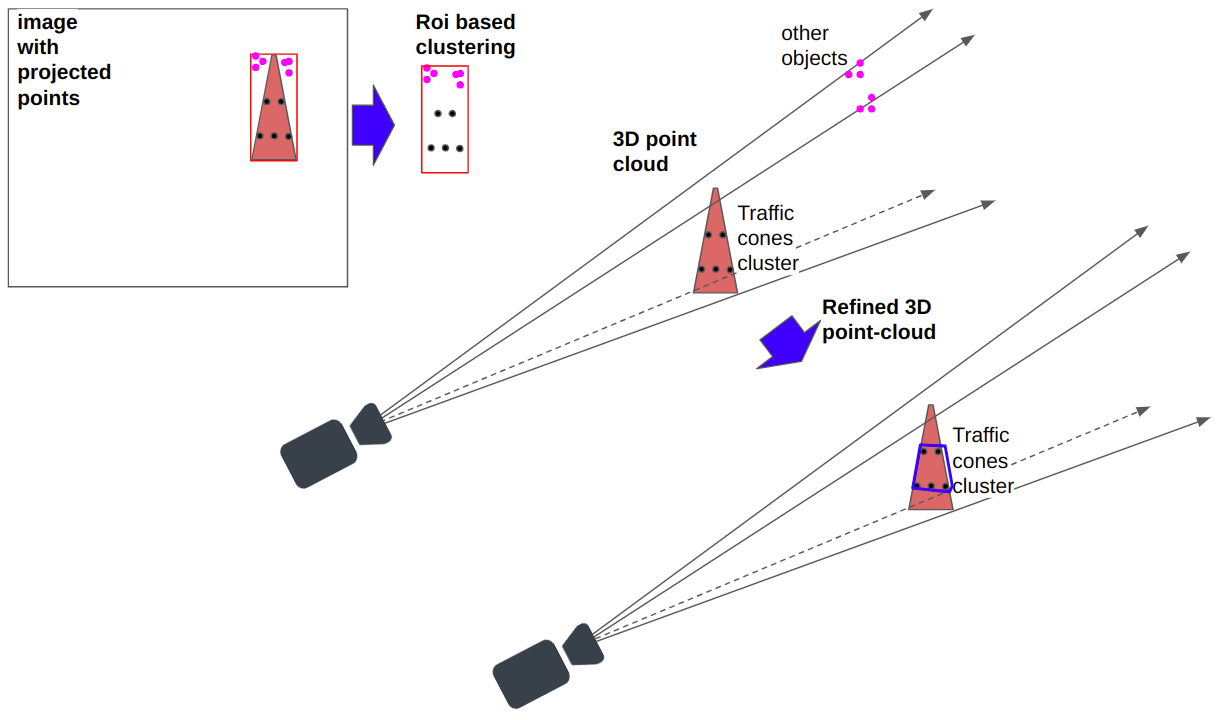 image
with
projected
points
Roi based
clustering
other
objects
3D point
cloud
Traffic
cones
cluster
Refined 3D
point-cloud
Traffic
cones
cluster